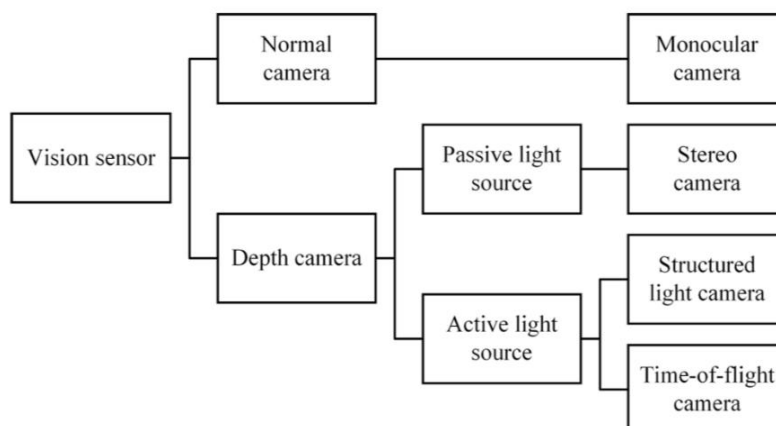 Normal
camera
Monocular
camera
Vision sensor
Passive light
source
Stereo
camera
Depth camera
Structured
light camera
Active light
source
Time-of-flight
camera